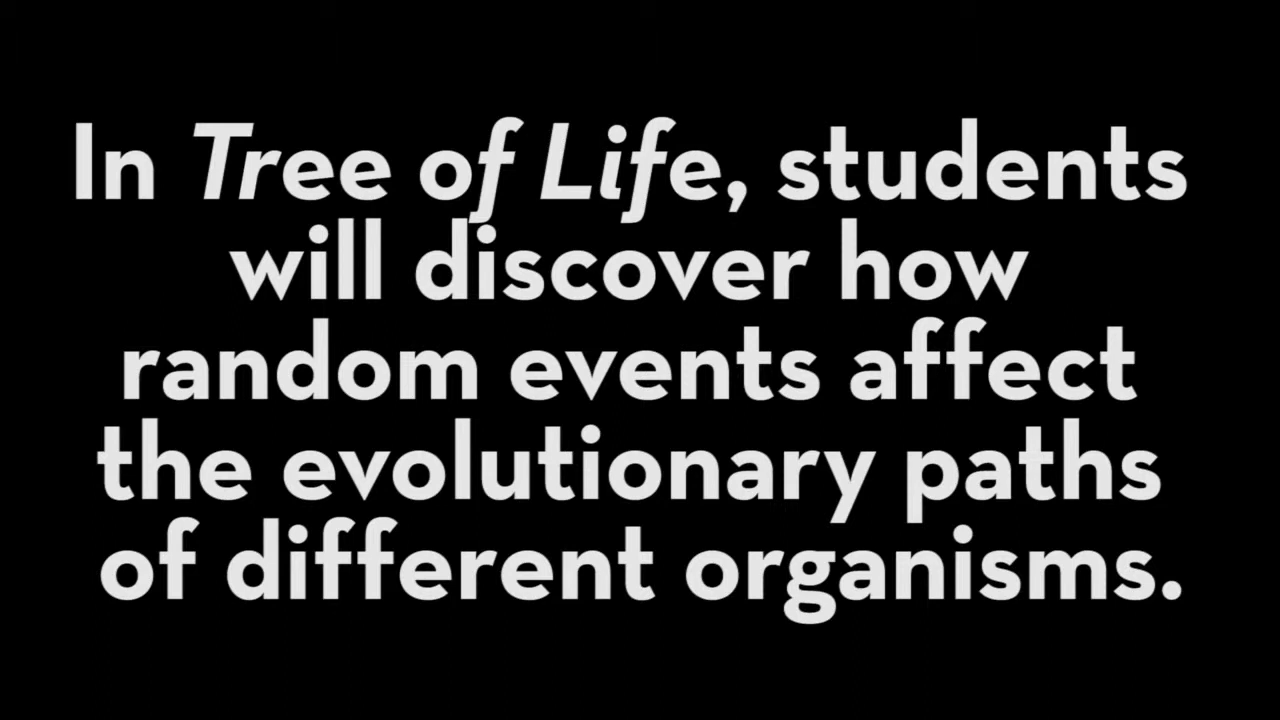 In Tree of Life, students
will discover how
random events affect
the evolutionary paths
of different organisms.